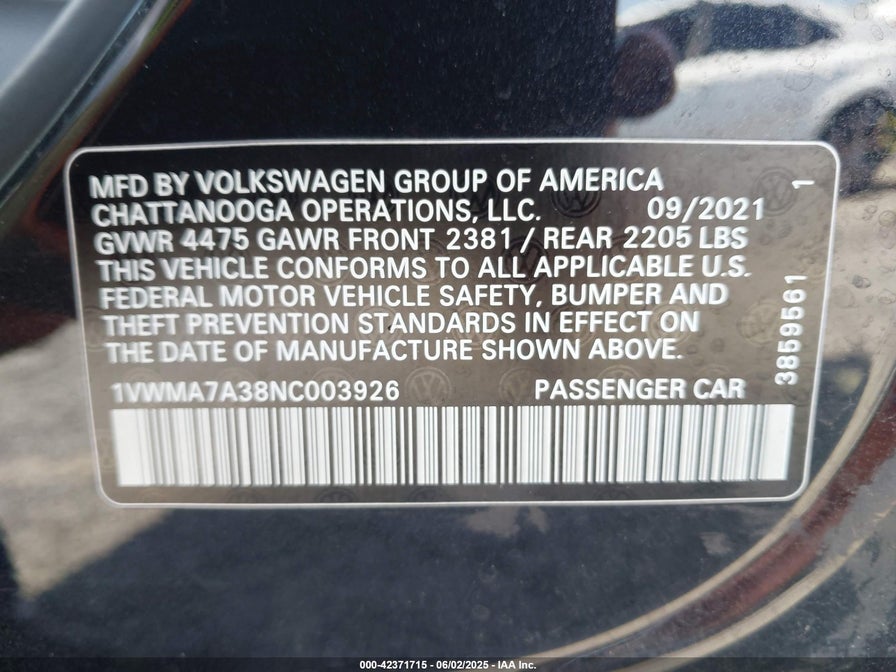 MFD BY VOLKSWAGEN GROUP OF AMERICA
CHATTANOOGA OPERATIONS, LLC. 09/2021
GVWR 4475 GAWR FRONT 2381 / REAR 2205 LBS
THIS VEHICLE CONFORMS TO ALL APPLICABLE U.S.
FEDERAL MOTOR VEHICLE SAFETY, BUMPER AND
THEFT PREVENTION STANDARDS IN EFFECT ON
THE DATE OF MANUFACTURE SHOWN ABOVE.
1VWMA7A38NC003926 PASSENGER CAR
3859561 1
000-42371715 - 06/02/2025 - IAA Inc.